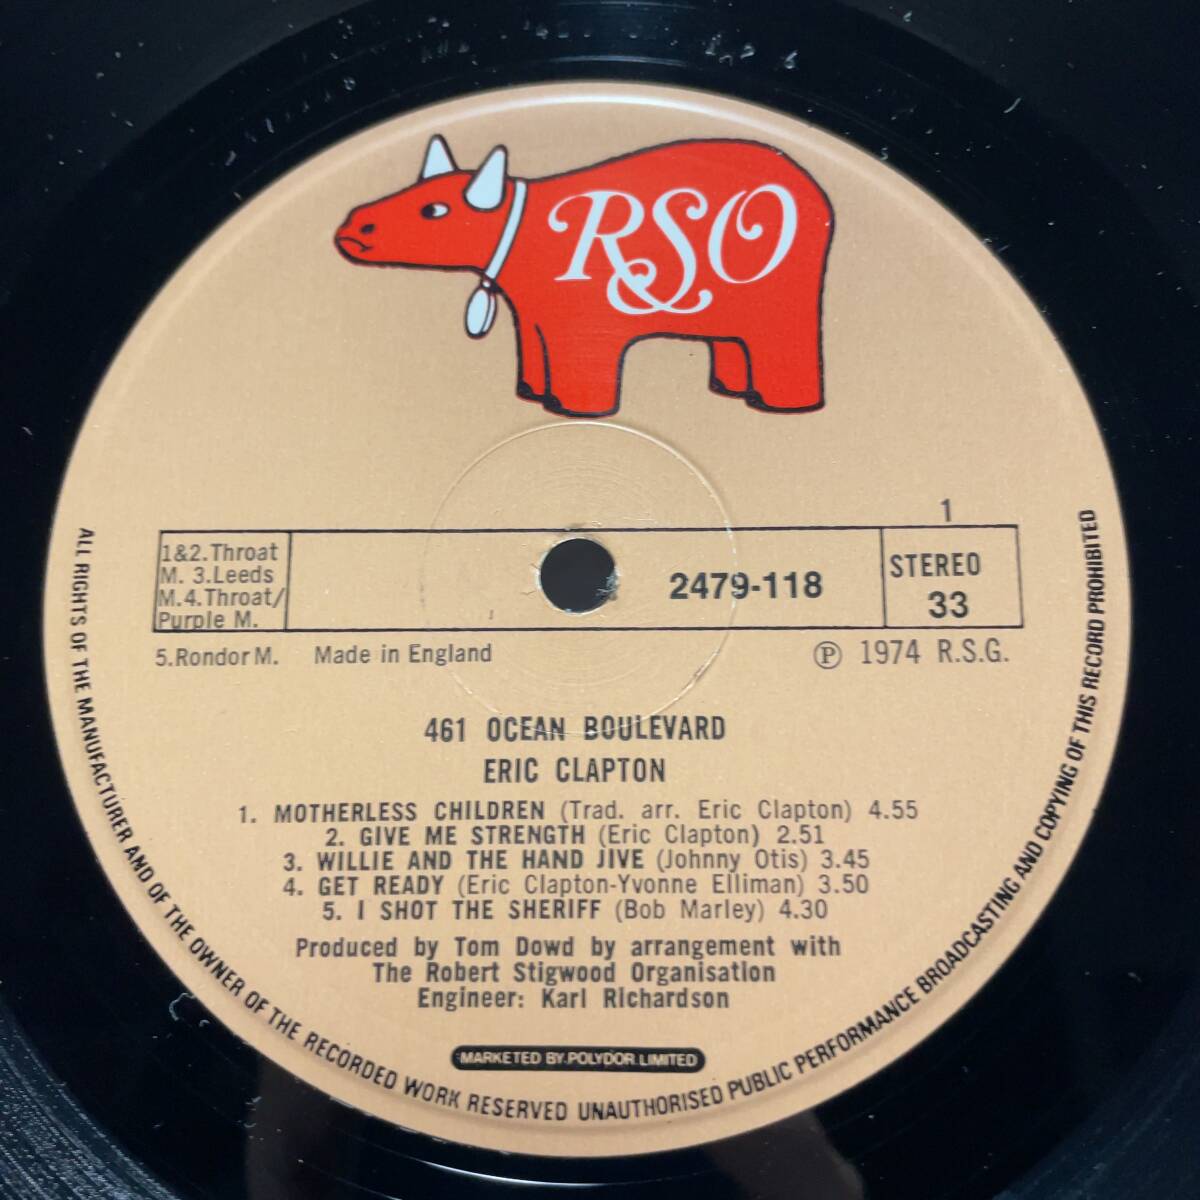 RSO
1
1&2.Throat
M. 3.Leeds
M.4.Throat/
Purple M.
5.Rondor M.
2479-118
STEREO
33
Made in England
℗ 1974 R.S.G.
461 OCEAN BOULEVARD
ERIC CLAPTON
1. MOTHERLESS CHILDREN (Trad. arr. Eric Clapton) 4.55
2. GIVE ME STRENGTH (Eric Clapton) 2.51
3. WILLIE AND THE HAND JIVE (Johnny Otis) 3.45
4. GET READY (Eric Clapton-Yvonne Elliman) 3.50
5. I SHOT THE SHERIFF (Bob Marley) 4.30
Produced by Tom Dowd by arrangement with
The Robert Stigwood Organisation
Engineer: Karl Richardson
MARKETED BY POLYDOR LIMITED
ALL RIGHTS OF THE MANUFACTURER AND OF THE OWNER OF THE RECORDED WORK RESERVED UNAUTHORISED PUBLIC PERFORMANCE BROADCASTING AND COPYING OF THIS RECORD PROHIBITED